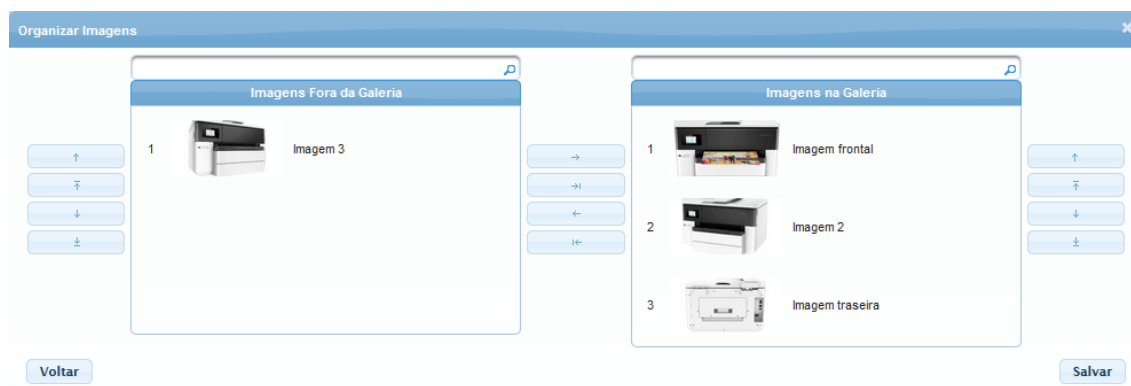 Organizar Imagens
Imagens Fora da Galeria
1 Imagem 3
Imagens na Galeria
1 Imagem frontal
2 Imagem 2
3 Imagem traseira
Voltar
Salvar